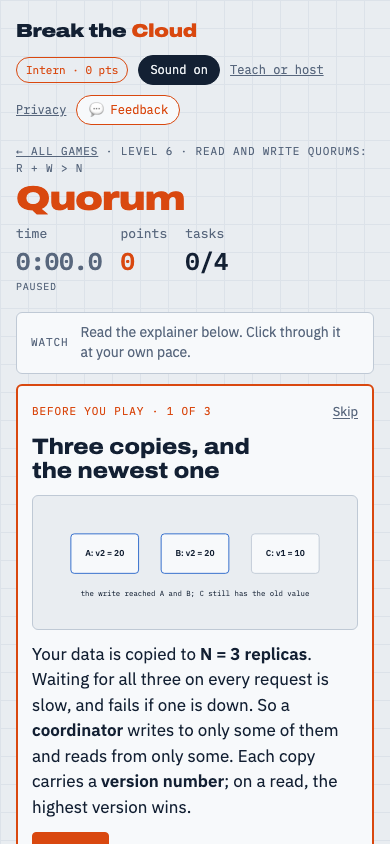 Break the Cloud
Intern · 0 pts
Sound on
Teach or host
Privacy
💬 Feedback
← ALL GAMES · LEVEL 6 · READ AND WRITE QUORUMS:
R + W > N
Quorum
time points tasks
0:00.0 0 0/4
PAUSED
WATCH
Read the explainer below. Click through it
at your own pace.
BEFORE YOU PLAY · 1 OF 3
Skip
Three copies, and
the newest one
A: v2 = 20
B: v2 = 20
C: v1 = 10
the write reached A and B; C still has the old value
Your data is copied to N = 3 replicas.
Waiting for all three on every request is
slow, and fails if one is down. So a
coordinator writes to only some of them
and reads from only some. Each copy
carries a version number; on a read, the
highest version wins.